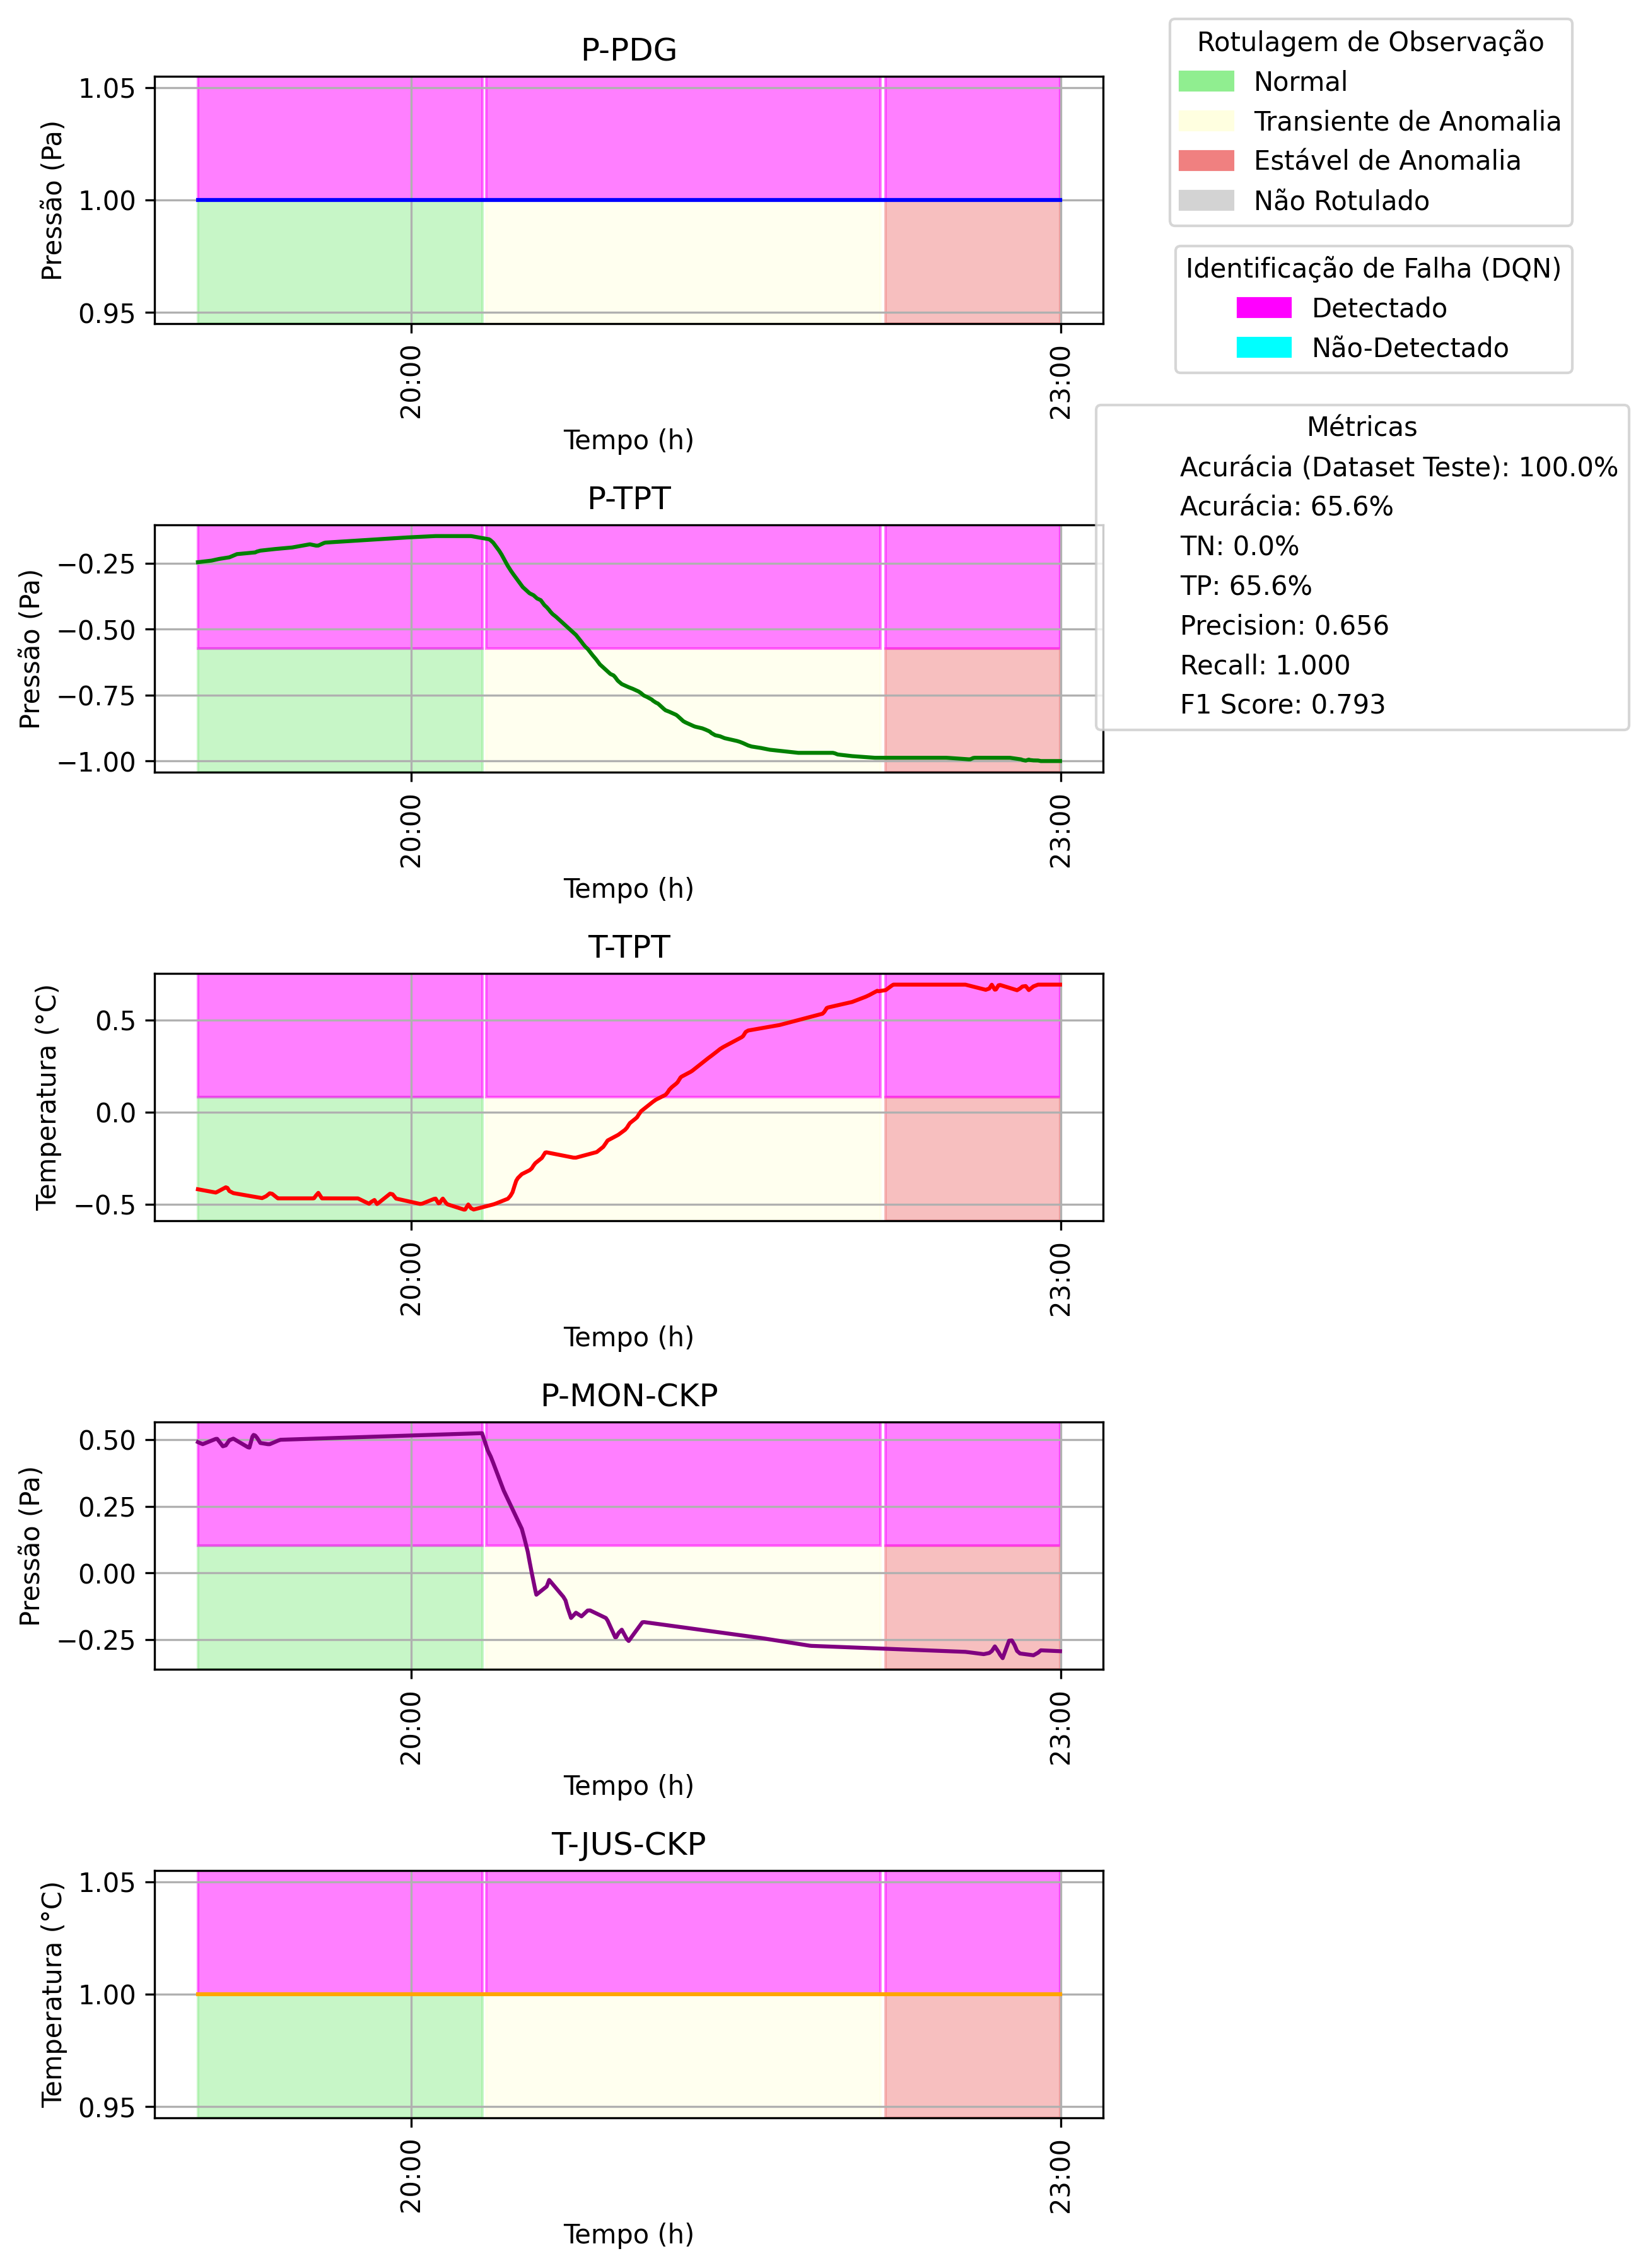 P-PDG
Pressão (Pa)
1.05
1.00
0.95
20:00
23:00
Tempo (h)
Rotulagem de Observação
Normal
Transiente de Anomalia
Estável de Anomalia
Não Rotulado
Identificação de Falha (DQN)
Detectado
Não-Detectado
Métricas
Acurácia (Dataset Teste): 100.0%
Acurácia: 65.6%
TN: 0.0%
TP: 65.6%
Precision: 0.656
Recall: 1.000
F1 Score: 0.793
P-TPT
Pressão (Pa)
−0.25
−0.50
−0.75
−1.00
20:00
23:00
Tempo (h)
T-TPT
Temperatura (°C)
0.5
0.0
−0.5
20:00
23:00
Tempo (h)
P-MON-CKP
Pressão (Pa)
0.50
0.25
0.00
−0.25
20:00
23:00
Tempo (h)
T-JUS-CKP
Temperatura (°C)
1.05
1.00
0.95
20:00
23:00
Tempo (h)